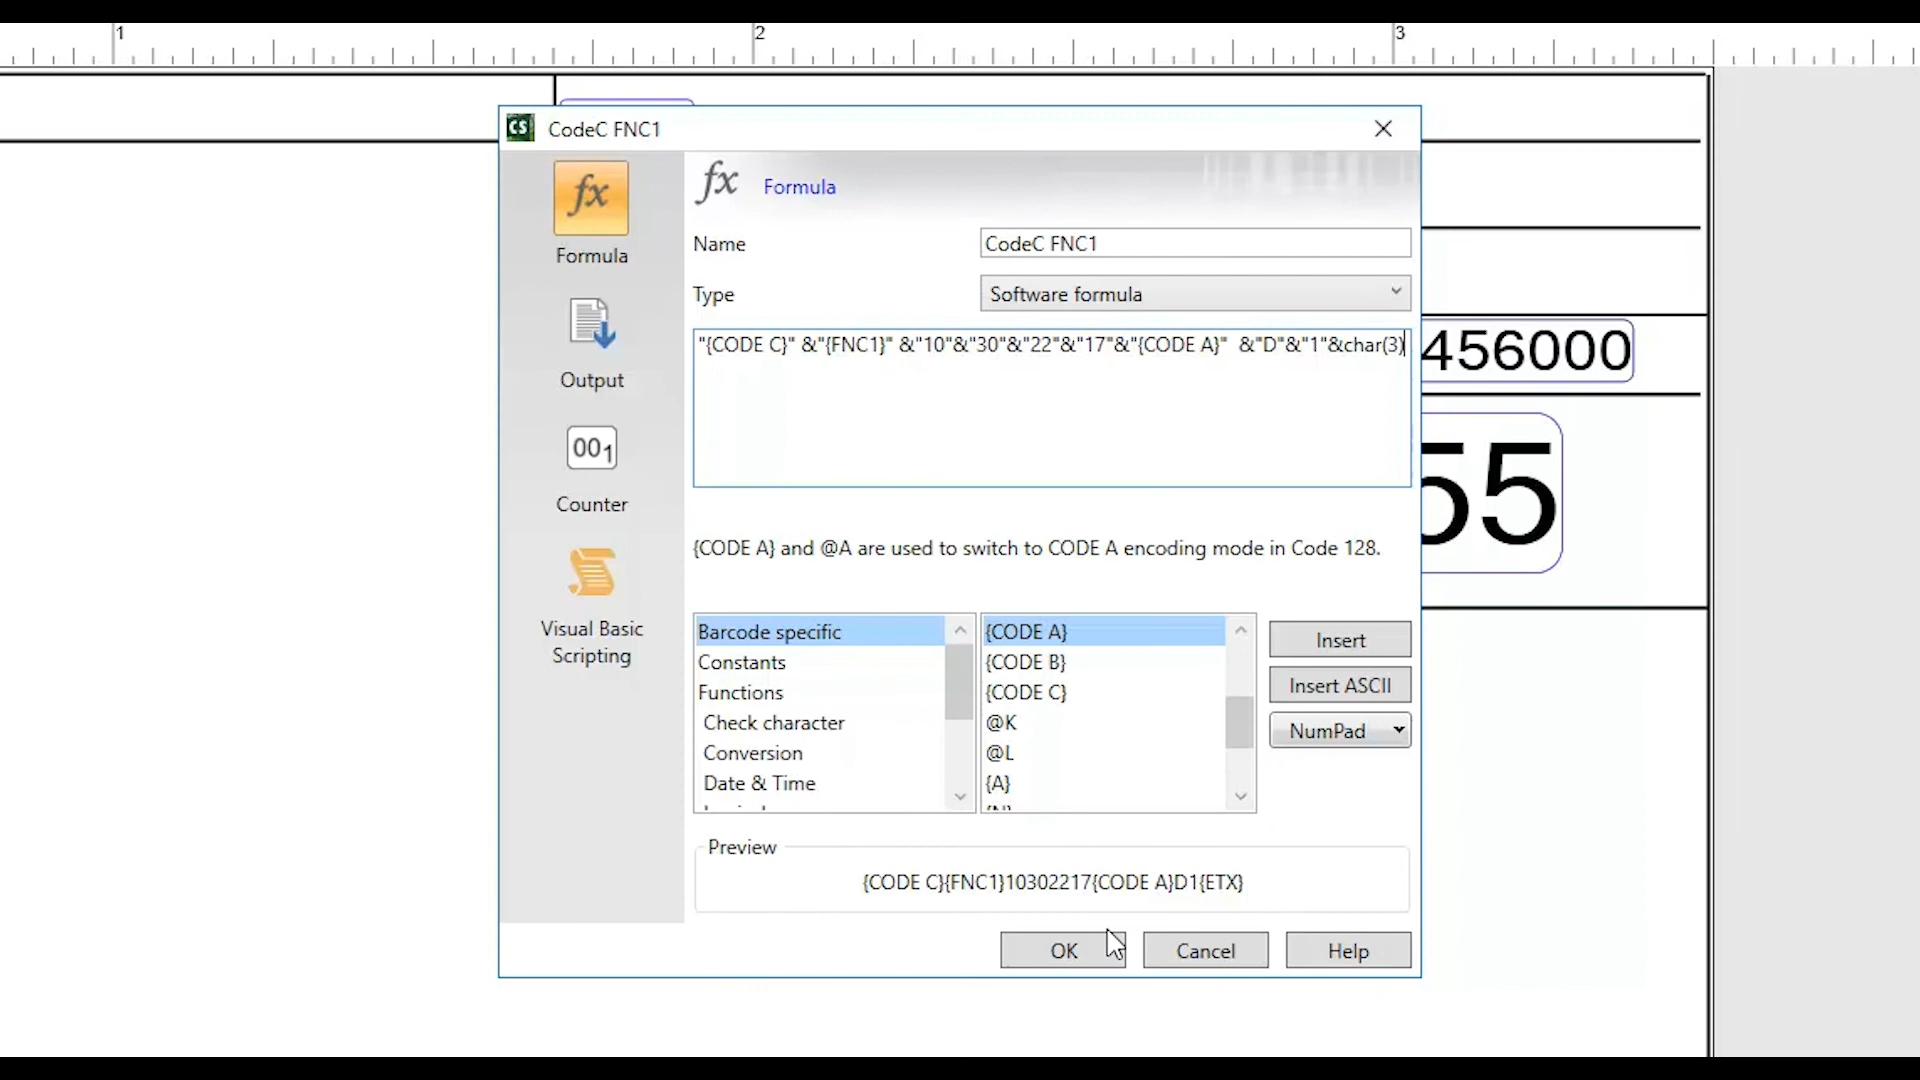 1 2 3
CS CodeC FNC1
fx Formula
fx
Formula
Name CodeC FNC1
Type Software formula
"{CODE C}" &"{FNC1}" &"10"&"30"&"22"&"17"&"{CODE A}"  &"D"&"1"&char(3)
456000
Output
001
Counter
55
{CODE A} and @A are used to switch to CODE A encoding mode in Code 128.
Visual Basic
Scripting
Barcode specific {CODE A} Insert
Constants {CODE B}
Functions {CODE C} Insert ASCII
Check character @K NumPad
Conversion @L
Date & Time {A}
{N}
Preview
{CODE C}{FNC1}10302217{CODE A}D1{ETX}
OK Cancel Help